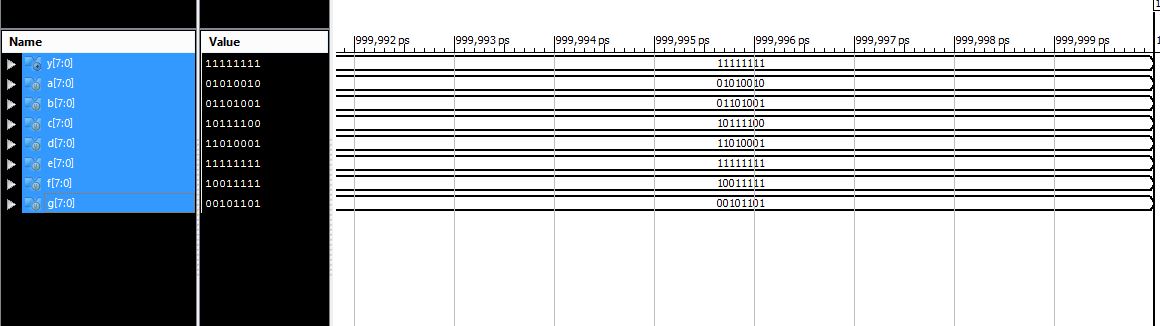 1
Name Value 999,992 ps 999,993 ps 999,994 ps 999,995 ps 999,996 ps 999,997 ps 999,998 ps 999,999 ps 1
y[7:0] 11111111 11111111
a[7:0] 01010010 01010010
b[7:0] 01101001 01101001
c[7:0] 10111100 10111100
d[7:0] 11010001 11010001
e[7:0] 11111111 11111111
f[7:0] 10011111 10011111
g[7:0] 00101101 00101101